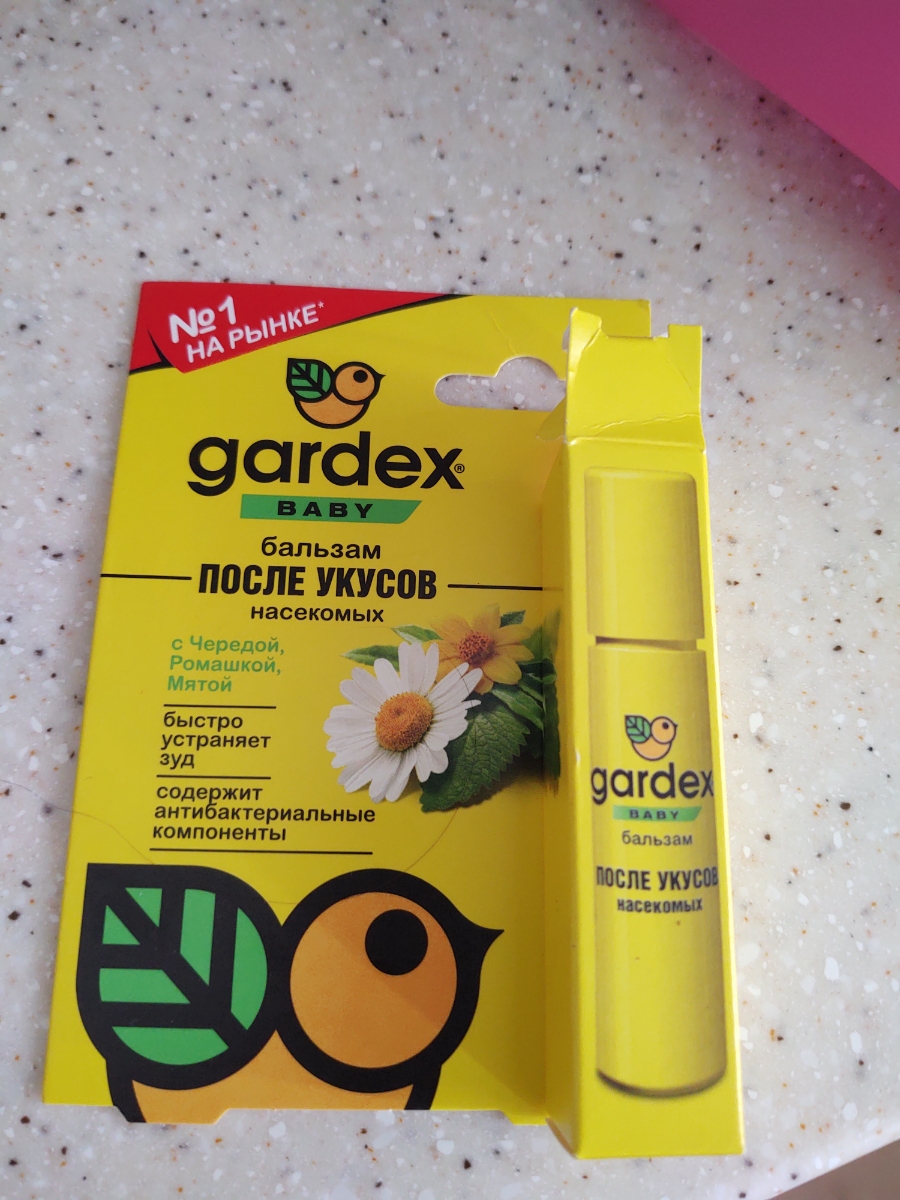 №1
НА РЫНКЕ*
gardex®
BABY
бальзам
ПОСЛЕ УКУСОВ
насекомых
с Чередой,
Ромашкой,
Мятой
быстро
устраняет
зуд
содержит
антибактериальные
компоненты
gardex
BABY
бальзам
ПОСЛЕ УКУСОВ
насекомых